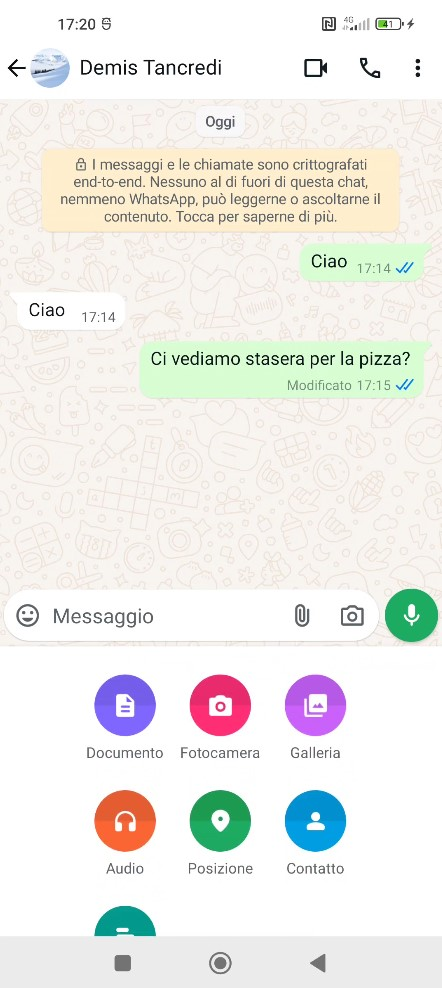 17:20
4G
41
Demis Tancredi
Oggi
I messaggi e le chiamate sono crittografati
end-to-end. Nessuno al di fuori di questa chat,
nemmeno WhatsApp, può leggerne o ascoltarne il
contenuto. Tocca per saperne di più.
Ciao 17:14
Ciao 17:14
Ci vediamo stasera per la pizza?
Modificato 17:15
Messaggio
Documento Fotocamera Galleria
Audio Posizione Contatto